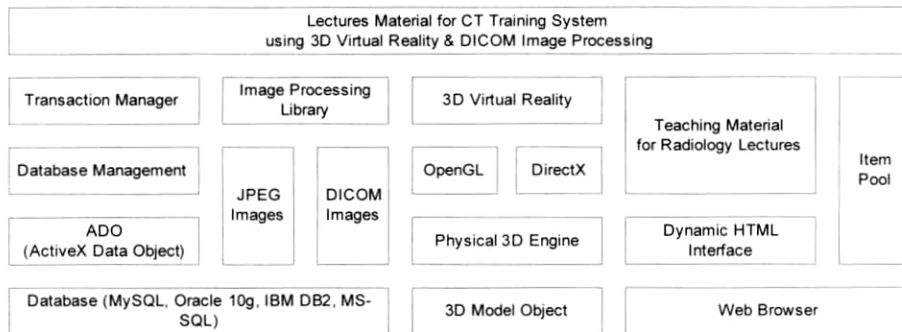 Lectures Material for CT Training System
using 3D Virtual Reality & DICOM Image Processing
Transaction Manager
Image Processing
Library
3D Virtual Reality
Teaching Material
for Radiology Lectures
Item
Pool
Database Management
JPEG
Images
DICOM
Images
OpenGL
DirectX
ADO
(ActiveX Data Object)
Physical 3D Engine
Dynamic HTML
Interface
Database (MySQL, Oracle 10g, IBM DB2, MS-
SQL)
3D Model Object
Web Browser